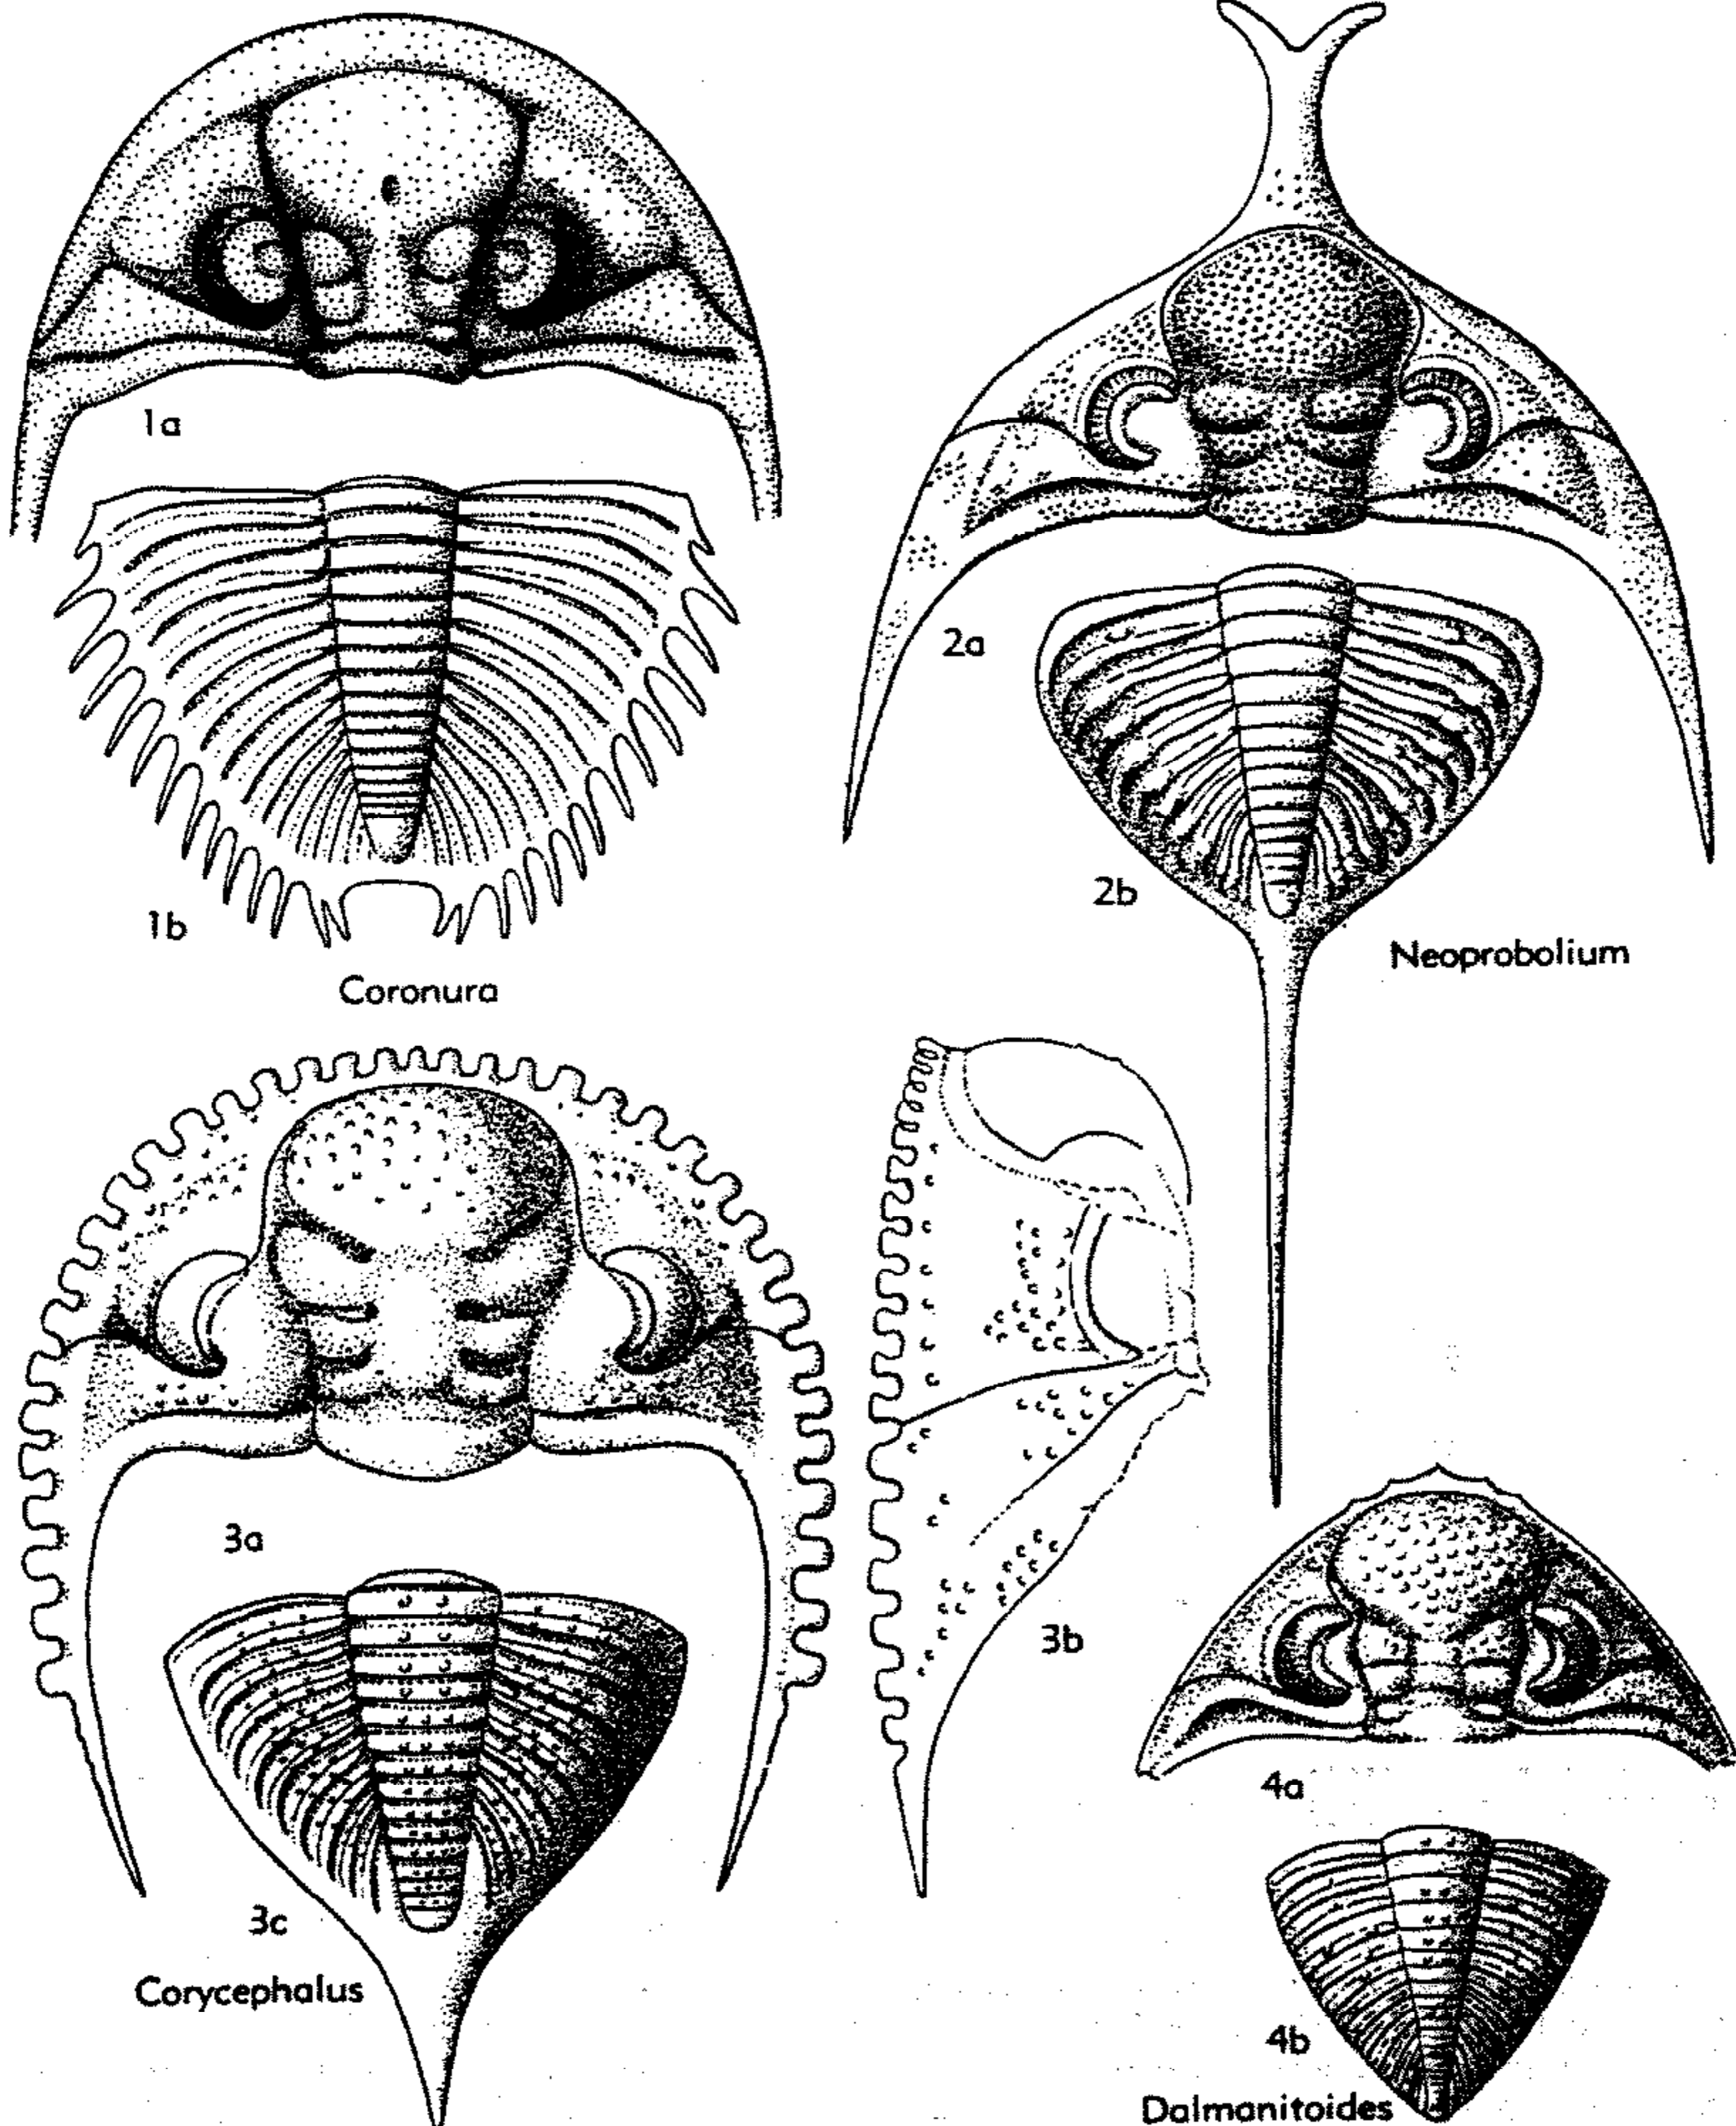 1a
1b
Coronura
2a
2b
Neoprobolium
3a
3b
3c
Corycephalus
4a
4b
Dalmanitoides